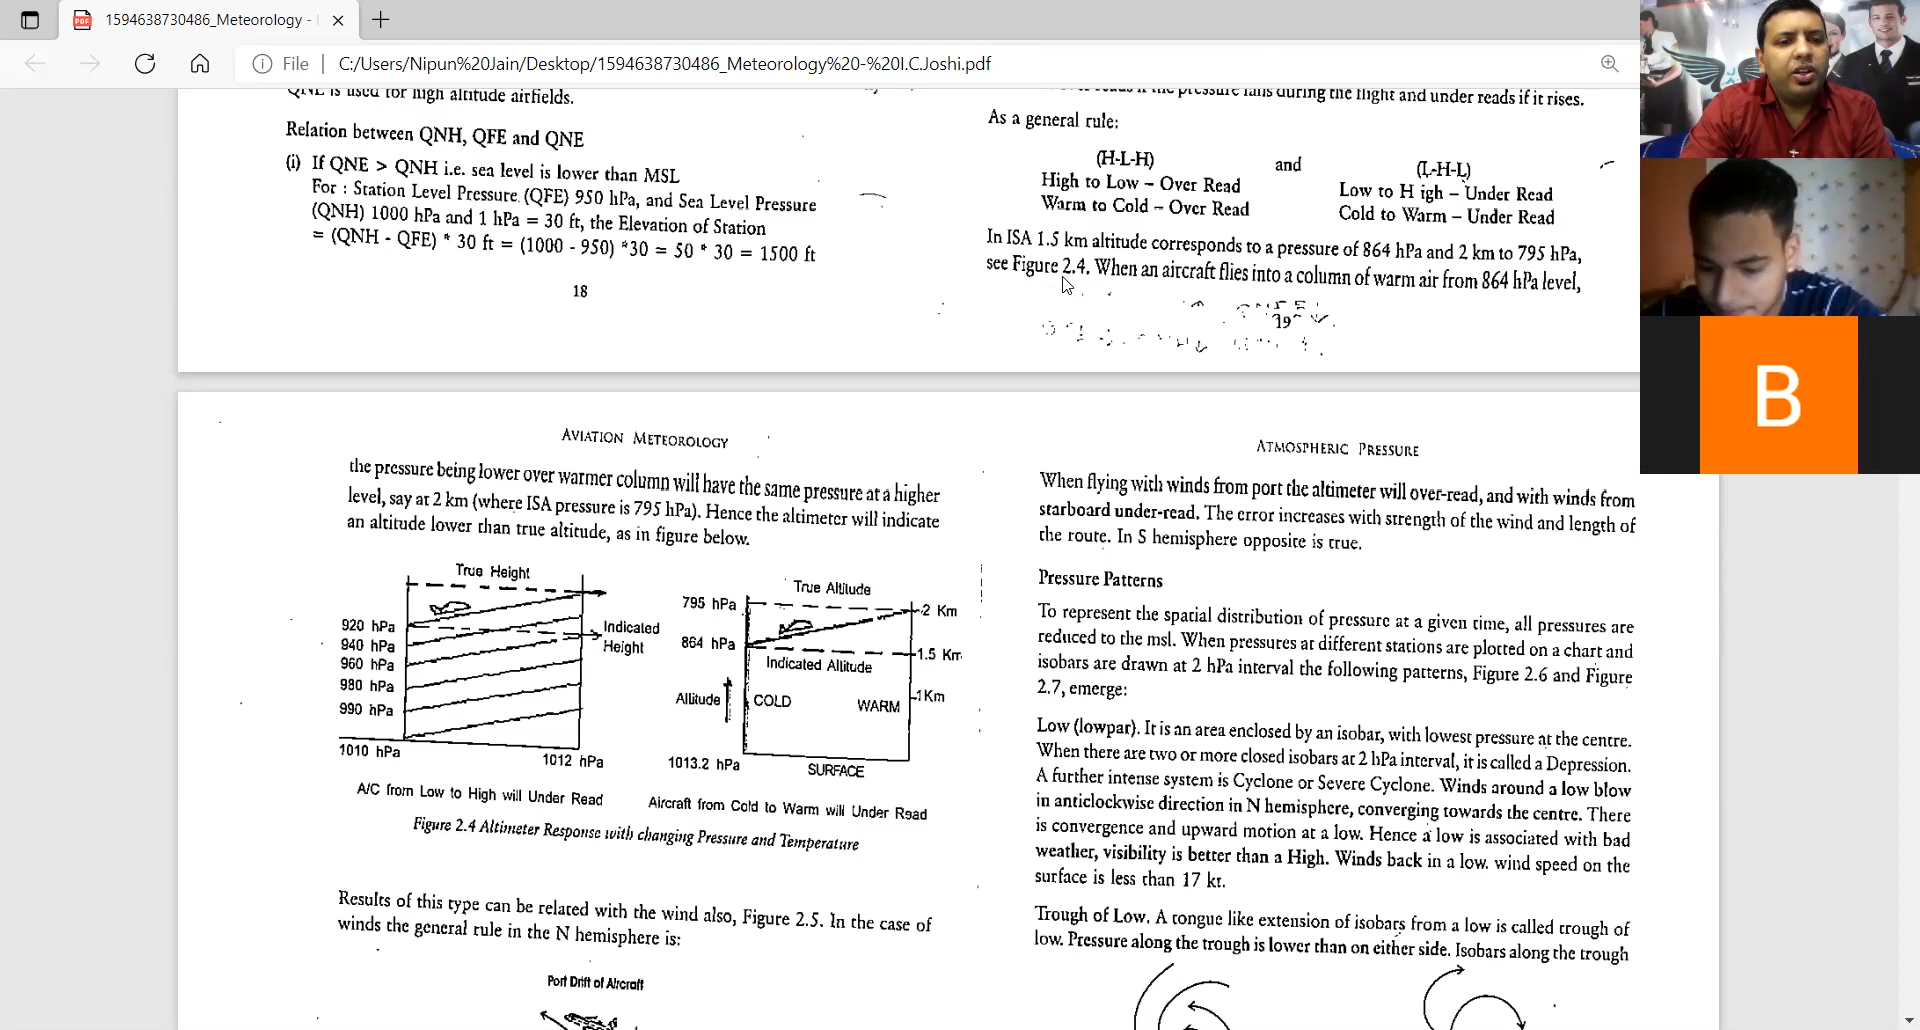 1594638730486_Meteorology -
File
C:/Users/Nipun%20Jain/Desktop/1594638730486_Meteorology%20-%20I.C.Joshi.pdf
QNE is used for high altitude airfields.
Relation between QNH, QFE and QNE
(i) If QNE > QNH i.e. sea level is lower than MSL
For : Station Level Pressure (QFE) 950 hPa, and Sea Level Pressure
(QNH) 1000 hPa and 1 hPa = 30 ft, the Elevation of Station
= (QNH - QFE) * 30 ft = (1000 - 950) *30 = 50 * 30 = 1500 ft
18
reads if the pressure falls during the flight and under reads if it rises.
As a general rule:
(H-L-H) and (L-H-L)
High to Low – Over Read Low to H igh – Under Read
Warm to Cold – Over Read Cold to Warm – Under Read
In ISA 1.5 km altitude corresponds to a pressure of 864 hPa and 2 km to 795 hPa,
see Figure 2.4. When an aircraft flies into a column of warm air from 864 hPa level,
19
B
AVIATION METEOROLOGY
the pressure being lower over warmer column will have the same pressure at a higher
level, say at 2 km (where ISA pressure is 795 hPa). Hence the altimeter will indicate
an altitude lower than true altitude, as in figure below.
True Height
920 hPa
940 hPa
960 hPa
980 hPa
990 hPa
1010 hPa
1012 hPa
Indicated
Height
A/C from Low to High will Under Read
True Altitude
795 hPa
2 Km
864 hPa
1.5 Km
Indicated Altitude
Altitude
COLD
WARM
1Km
1013.2 hPa
SURFACE
Aircraft from Cold to Warm will Under Read
Figure 2.4 Altimeter Response with changing Pressure and Temperature
Results of this type can be related with the wind also, Figure 2.5. In the case of
winds the general rule in the N hemisphere is:
Port Drift of Aircraft
ATMOSPHERIC PRESSURE
When flying with winds from port the altimeter will over-read, and with winds from
starboard under-read. The error increases with strength of the wind and length of
the route. In S hemisphere opposite is true.
Pressure Patterns
To represent the spatial distribution of pressure at a given time, all pressures are
reduced to the msl. When pressures at different stations are plotted on a chart and
isobars are drawn at 2 hPa interval the following patterns, Figure 2.6 and Figure
2.7, emerge:
Low (lowpar). It is an area enclosed by an isobar, with lowest pressure at the centre.
When there are two or more closed isobars at 2 hPa interval, it is called a Depression.
A further intense system is Cyclone or Severe Cyclone. Winds around a low blow
in anticlockwise direction in N hemisphere, converging towards the centre. There
is convergence and upward motion at a low. Hence a low is associated with bad
weather, visibility is better than a High. Winds back in a low. wind speed on the
surface is less than 17 kt.
Trough of Low. A tongue like extension of isobars from a low is called trough of
low. Pressure along the trough is lower than on either side. Isobars along the trough